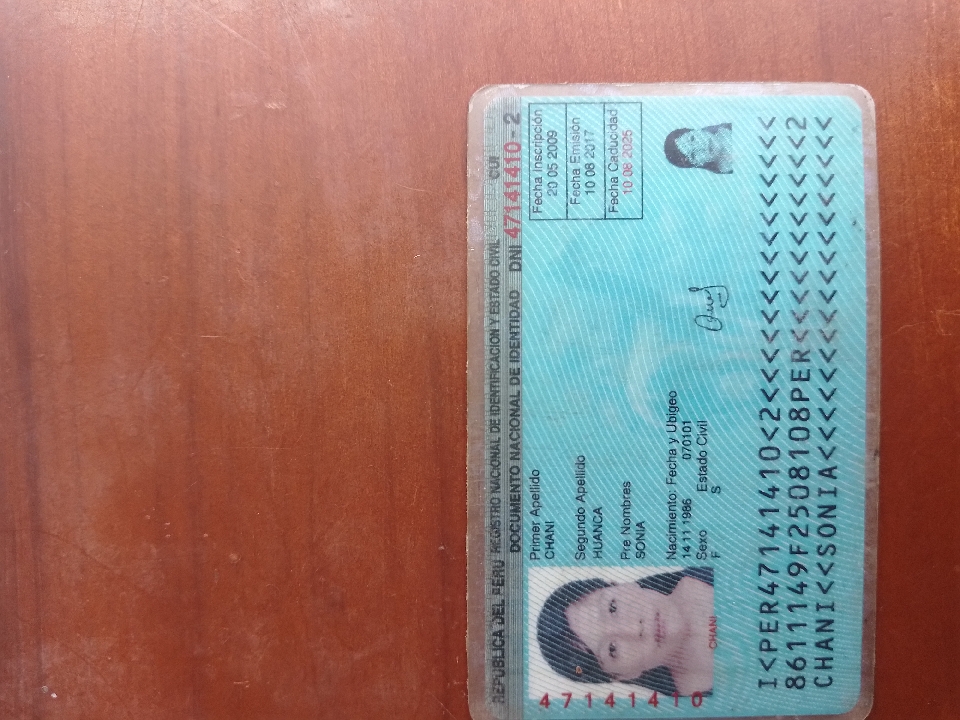 REPUBLICA DEL PERU REGISTRO NACIONAL DE IDENTIFICACION Y ESTADO CIVIL CUI
DOCUMENTO NACIONAL DE IDENTIDAD DNI 47141410 - 2
Primer Apellido
CHANI
Segundo Apellido
HUANCA
Pre Nombres
SONIA
Nacimiento: Fecha y Ubigeo
14 11 1986 070101
Sexo Estado Civil
F S
Fecha Inscripción
20 05 2009
Fecha Emisión
10 08 2017
Fecha Caducidad
10 08 2025
CHANI
47141410
I<PER47141410<2<<<<<<<<<<<<<<<
8611149F2508108PER<<<<<<<<<<<2
CHANI<<SONIA<<<<<<<<<<<<<<<<<<